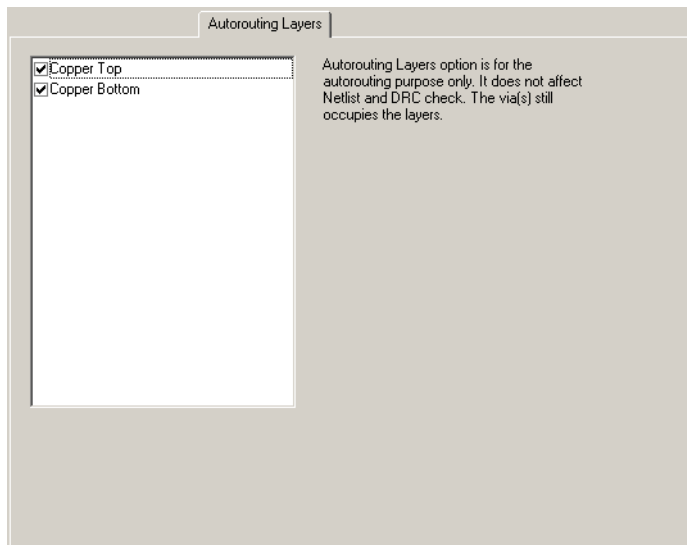 Autorouting Layers
Copper Top
Copper Bottom
Autorouting Layers option is for the
autorouting purpose only. It does not affect
Netlist and DRC check. The via(s) still
occupies the layers.